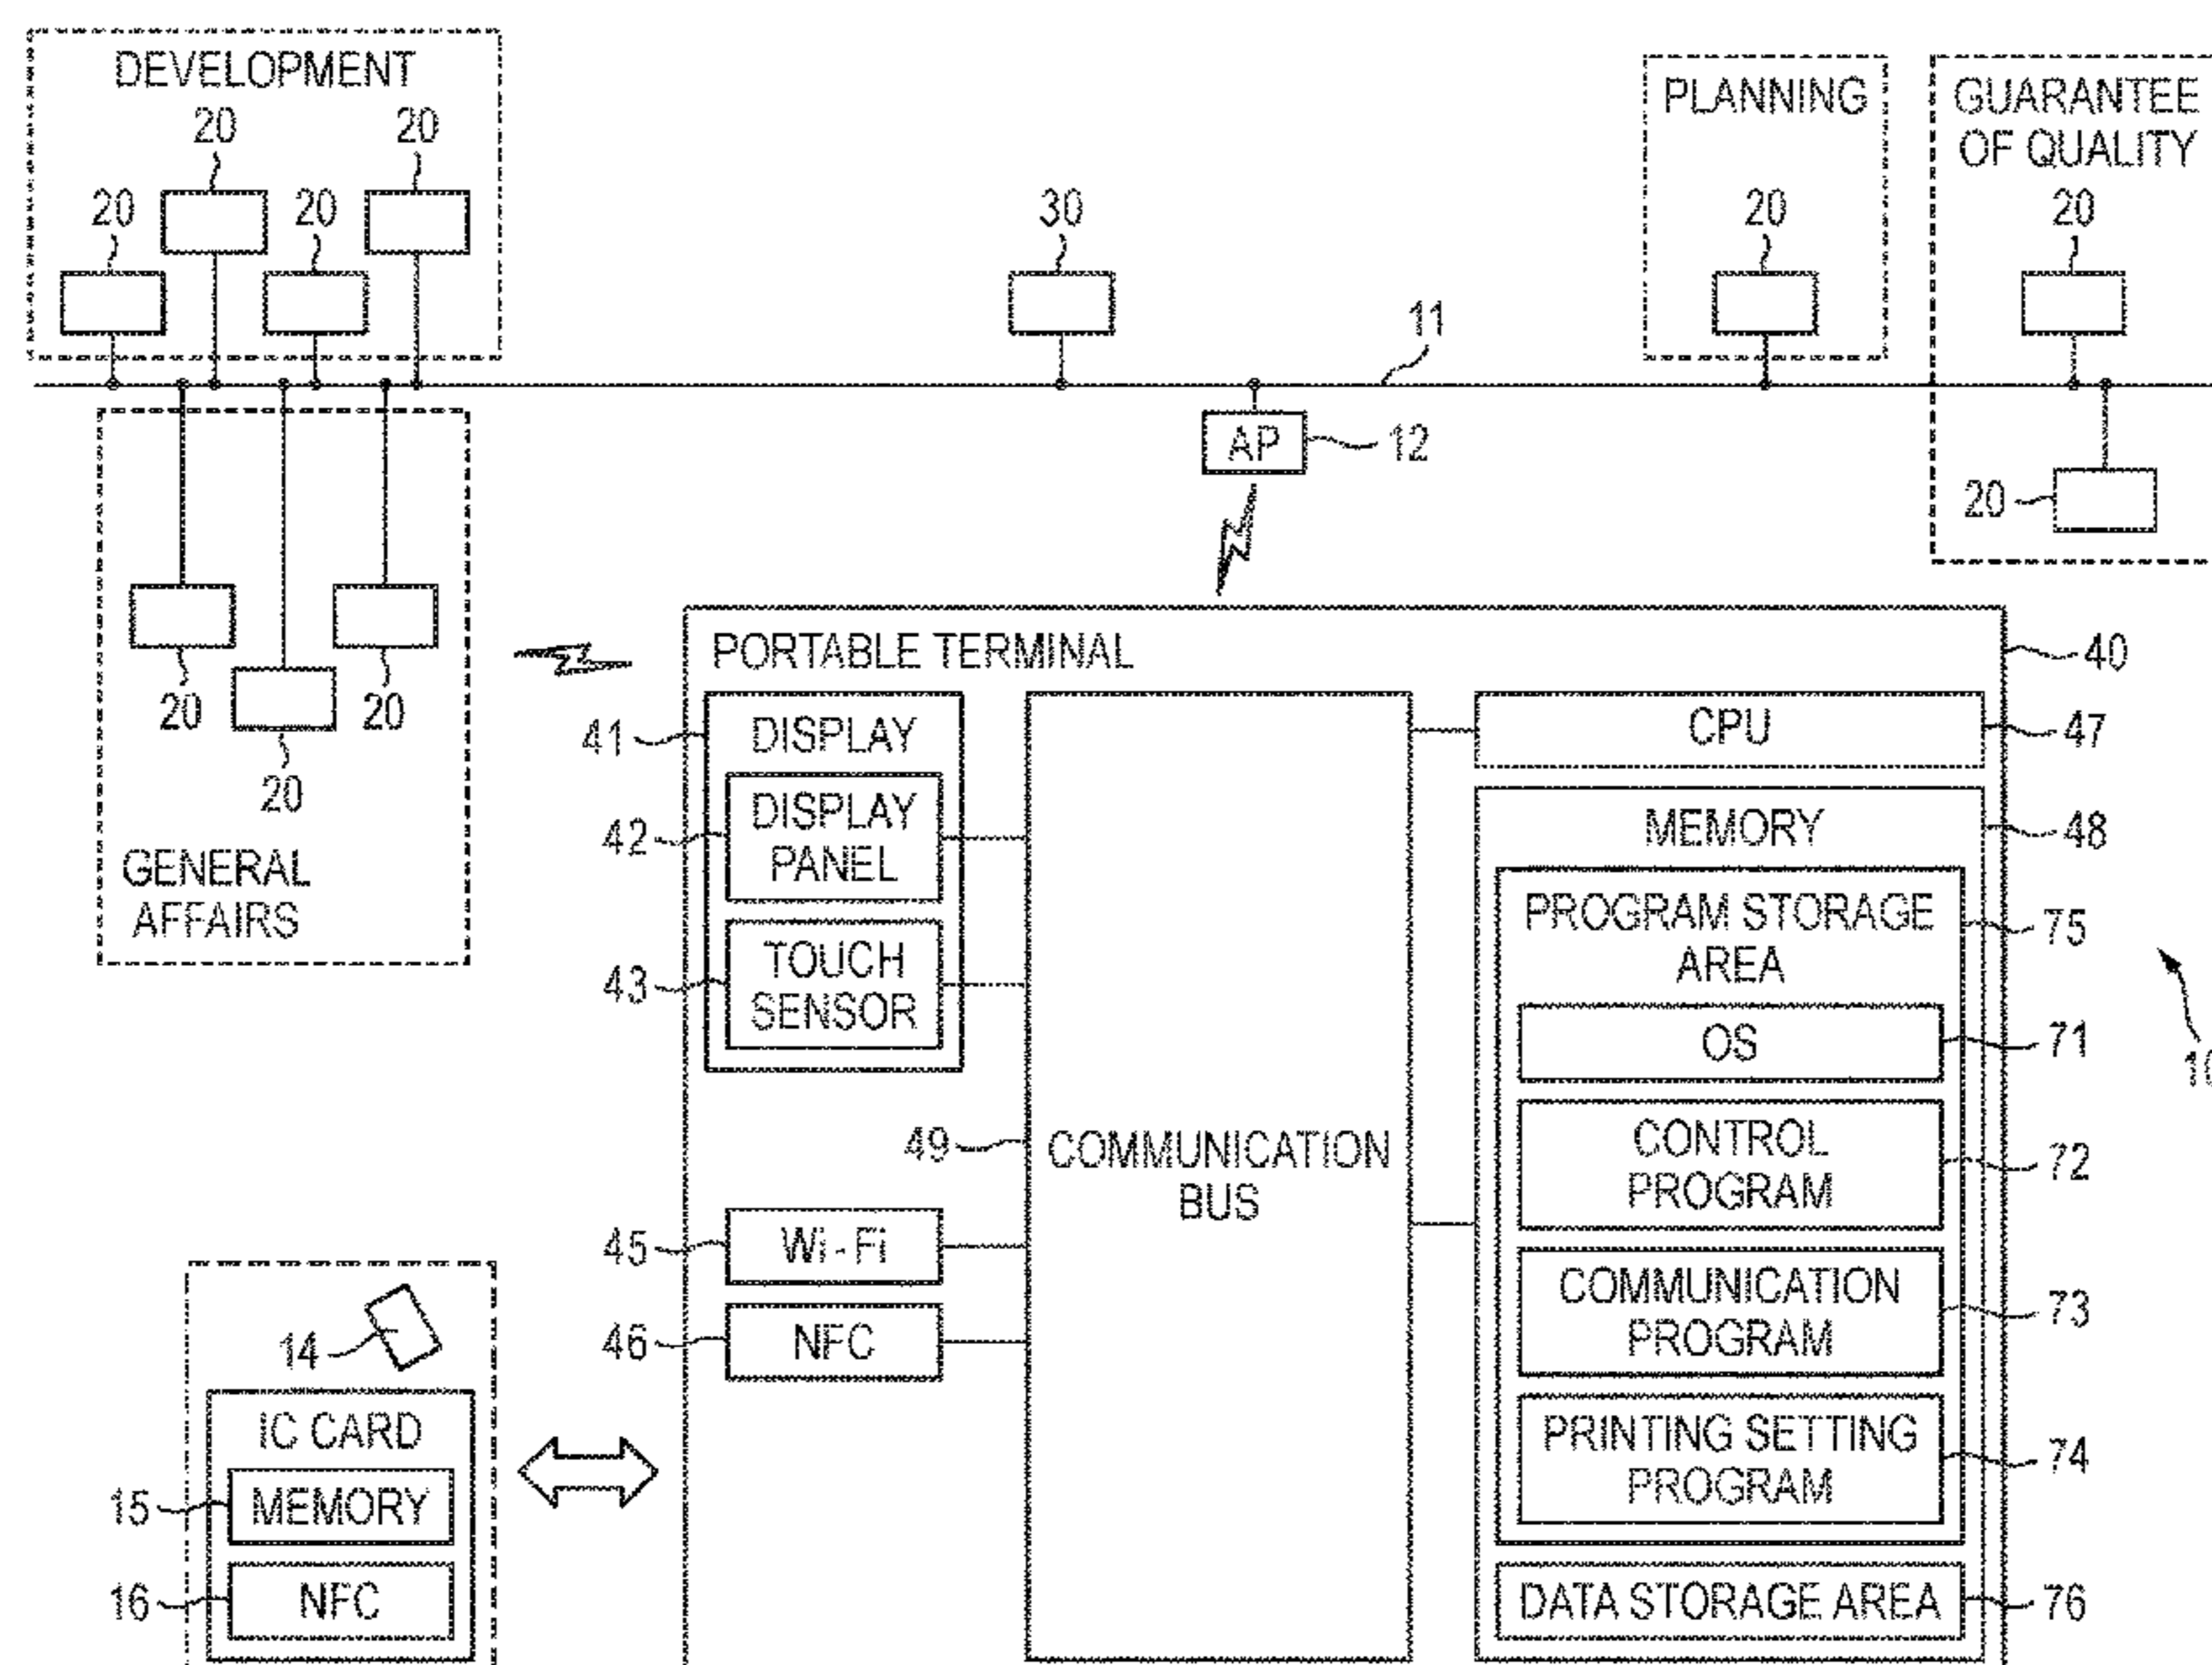 DEVELOPMENT
20
20
20
20
30
11
PLANNING
20
GUARANTEE
OF QUALITY
20
20
AP
12
20
20
20
GENERAL
AFFAIRS
PORTABLE TERMINAL
40
41
DISPLAY
42
DISPLAY
PANEL
43
TOUCH
SENSOR
49
COMMUNICATION
BUS
45
Wi-Fi
46
NFC
CPU
47
MEMORY
48
PROGRAM STORAGE
AREA
75
OS
71
CONTROL
PROGRAM
72
COMMUNICATION
PROGRAM
73
PRINTING SETTING
PROGRAM
74
DATA STORAGE AREA
76
10
14
IC CARD
15
MEMORY
16
NFC